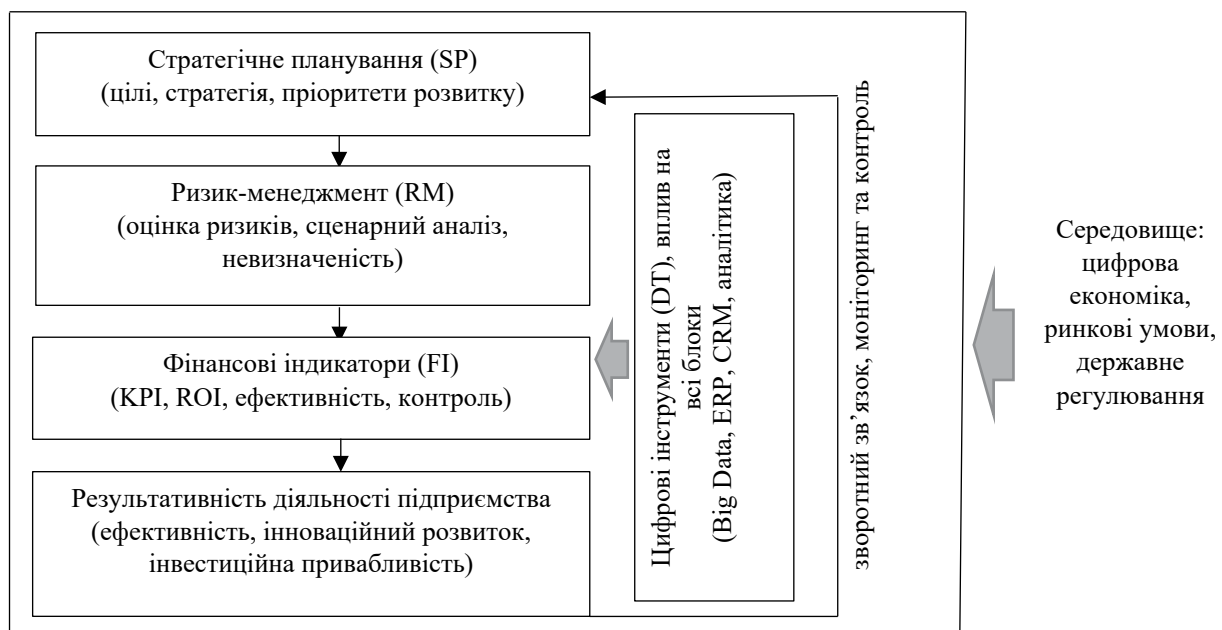 Стратегічне планування (SP)
(цілі, стратегія, пріоритети розвитку)
Ризик-менеджмент (RM)
(оцінка ризиків, сценарний аналіз,
невизначеність)
Фінансові індикатори (FI)
(KPI, ROI, ефективність, контроль)
Результативність діяльності підприємства
(ефективність, інноваційний розвиток,
інвестиційна привабливість)
Цифрові інструменти (DT), вплив на
всі блоки
(Big Data, ERP, CRM, аналітика)
зворотний зв’язок, моніторинг та контроль
Середовище:
цифрова
економіка,
ринкові умови,
державне
регулювання